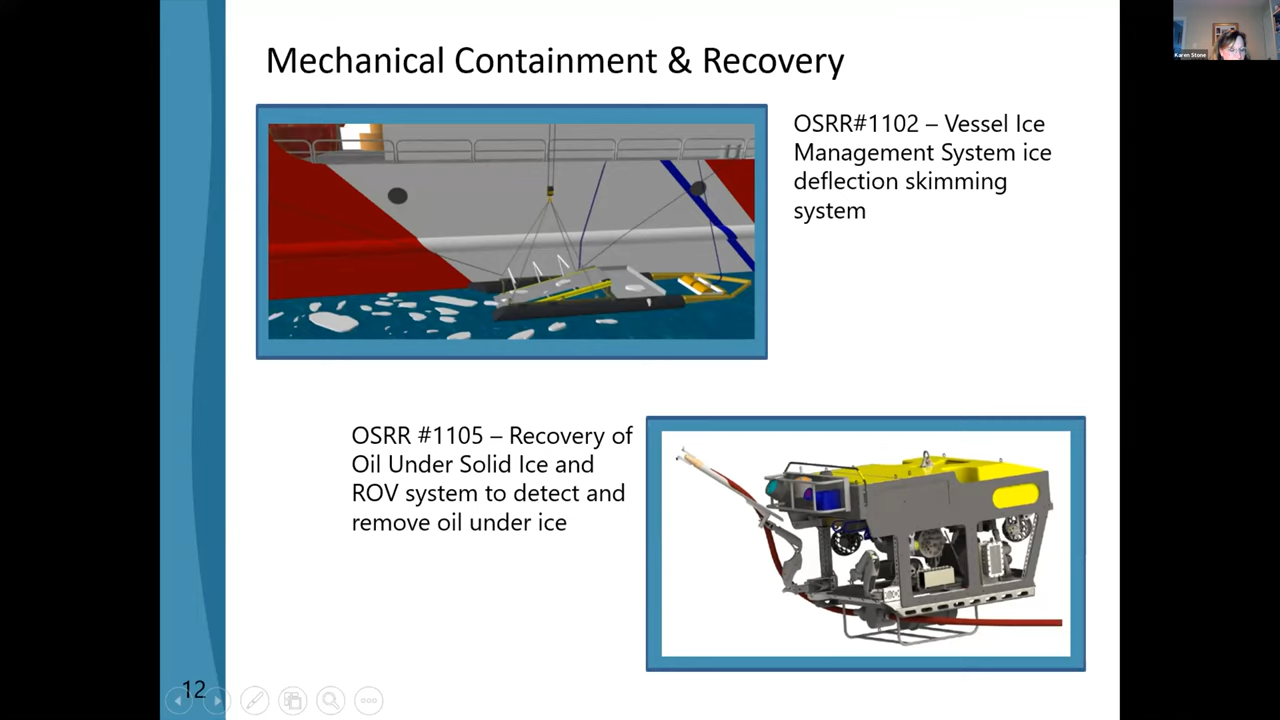 Mechanical Containment & Recovery
Karen Stone
OSRR#1102 – Vessel Ice
Management System ice
deflection skimming
system
OSRR #1105 – Recovery of
Oil Under Solid Ice and
ROV system to detect and
remove oil under ice
12